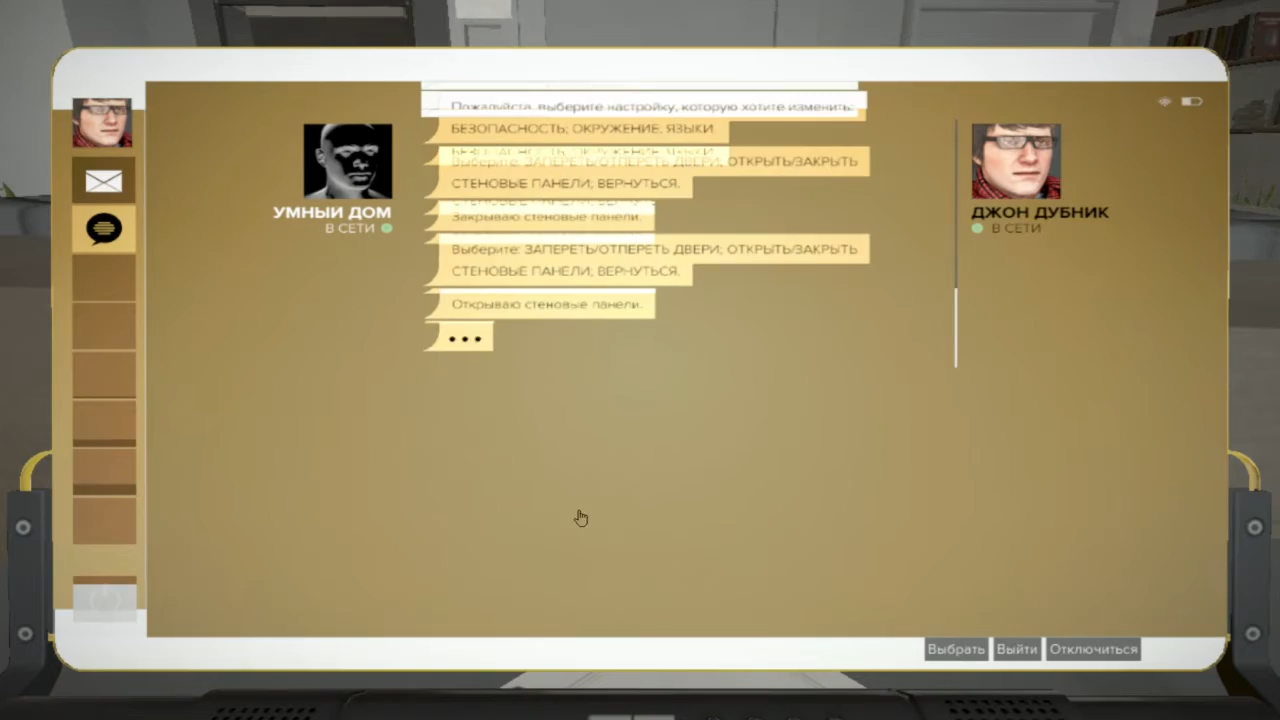 Пожалуйста, выберите настройку, которую хотите изменить:
БЕЗОПАСНОСТЬ; ОКРУЖЕНИЕ; ЯЗЫКИ
Выберите: ЗАПЕРЕТЬ/ОТПЕРЕТЬ ДВЕРИ; ОТКРЫТЬ/ЗАКРЫТЬ
СТЕНОВЫЕ ПАНЕЛИ; ВЕРНУТЬСЯ.
Закрываю стеновые панели.
Выберите: ЗАПЕРЕТЬ/ОТПЕРЕТЬ ДВЕРИ; ОТКРЫТЬ/ЗАКРЫТЬ
СТЕНОВЫЕ ПАНЕЛИ; ВЕРНУТЬСЯ.
Открываю стеновые панели.
•••
УМНЫЙ ДОМ
В СЕТИ
ДЖОН ДУБНИК
В СЕТИ
Выбрать
Выйти
Отключиться